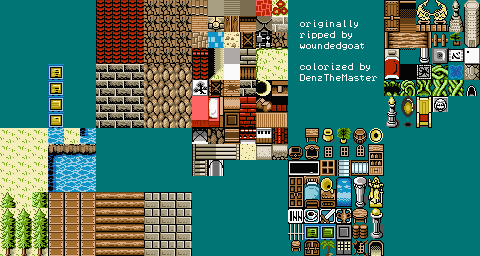 originally
ripped by
woundedgoat
colorized by
DenzTheMaster